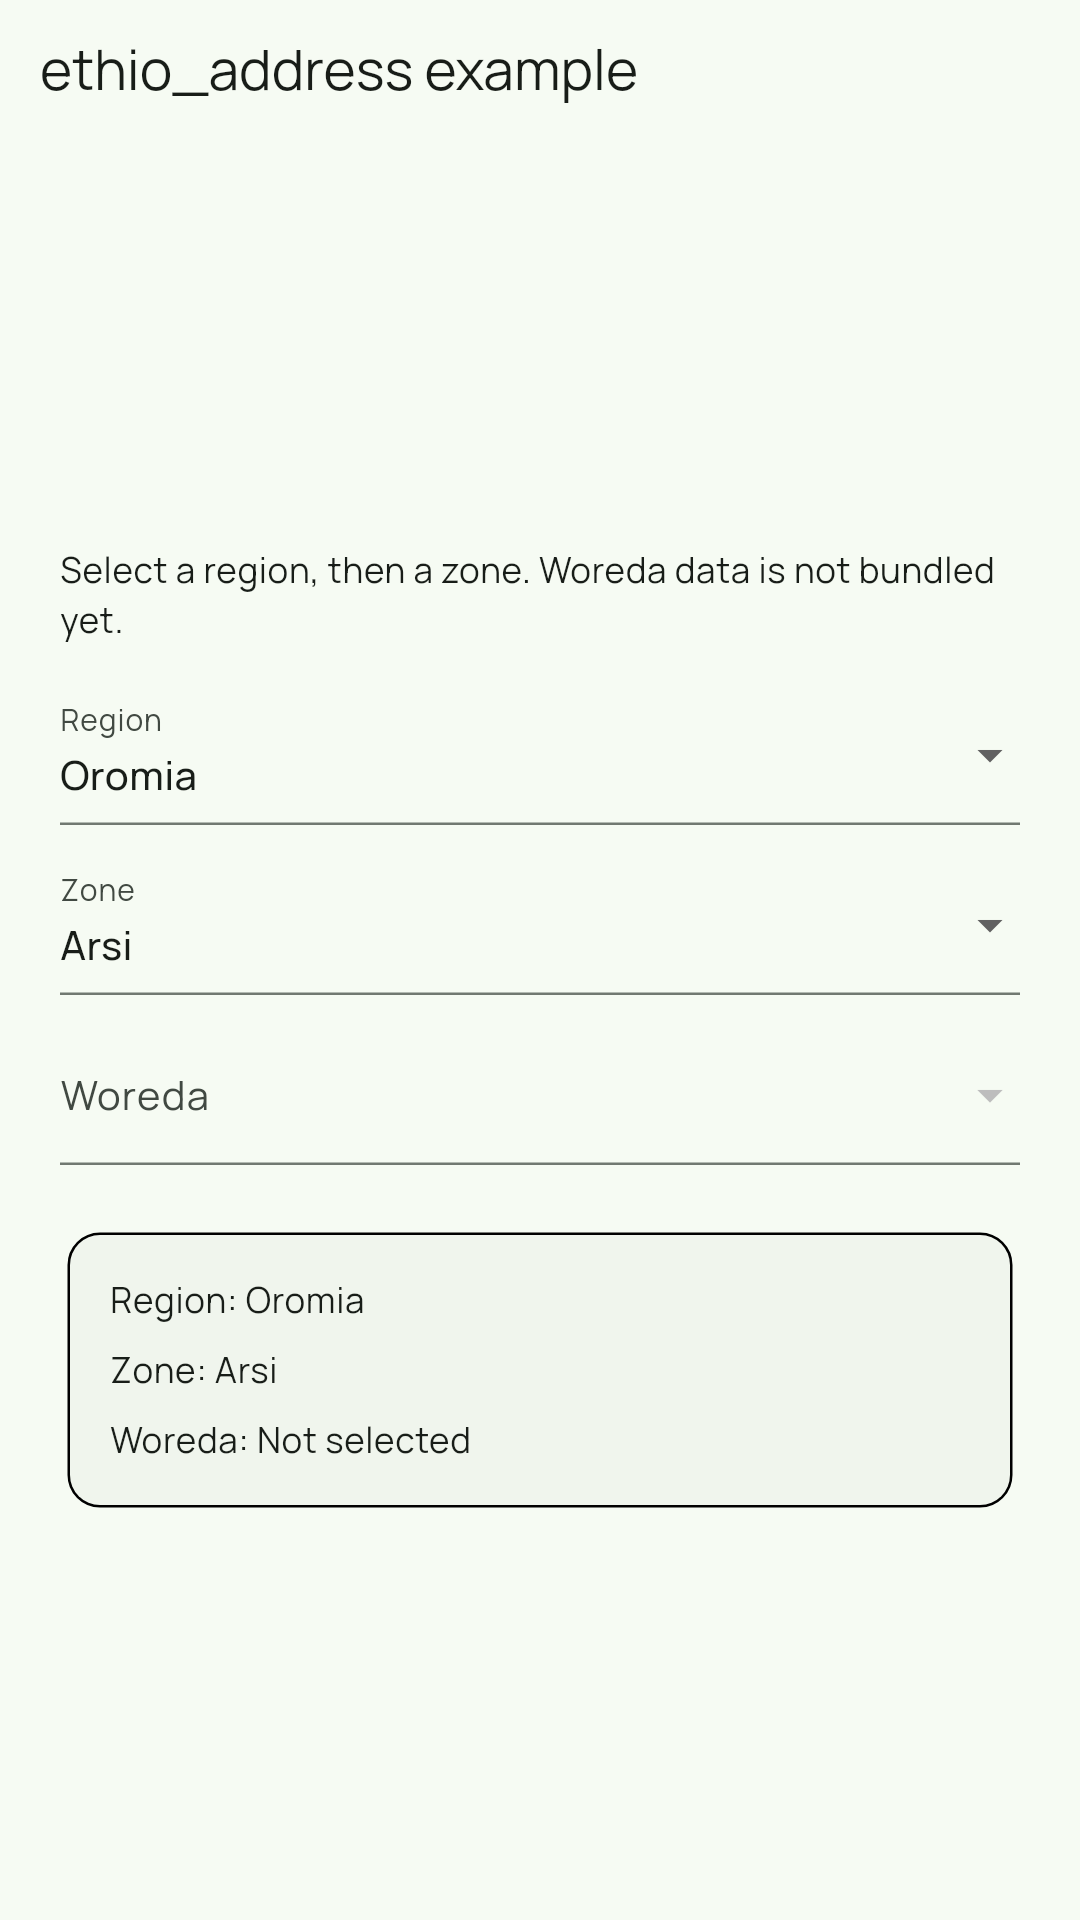 ethio_address example
Select a region, then a zone. Woreda data is not bundled
yet.
Region
Oromia
Zone
Arsi
Woreda
Region: Oromia
Zone: Arsi
Woreda: Not selected